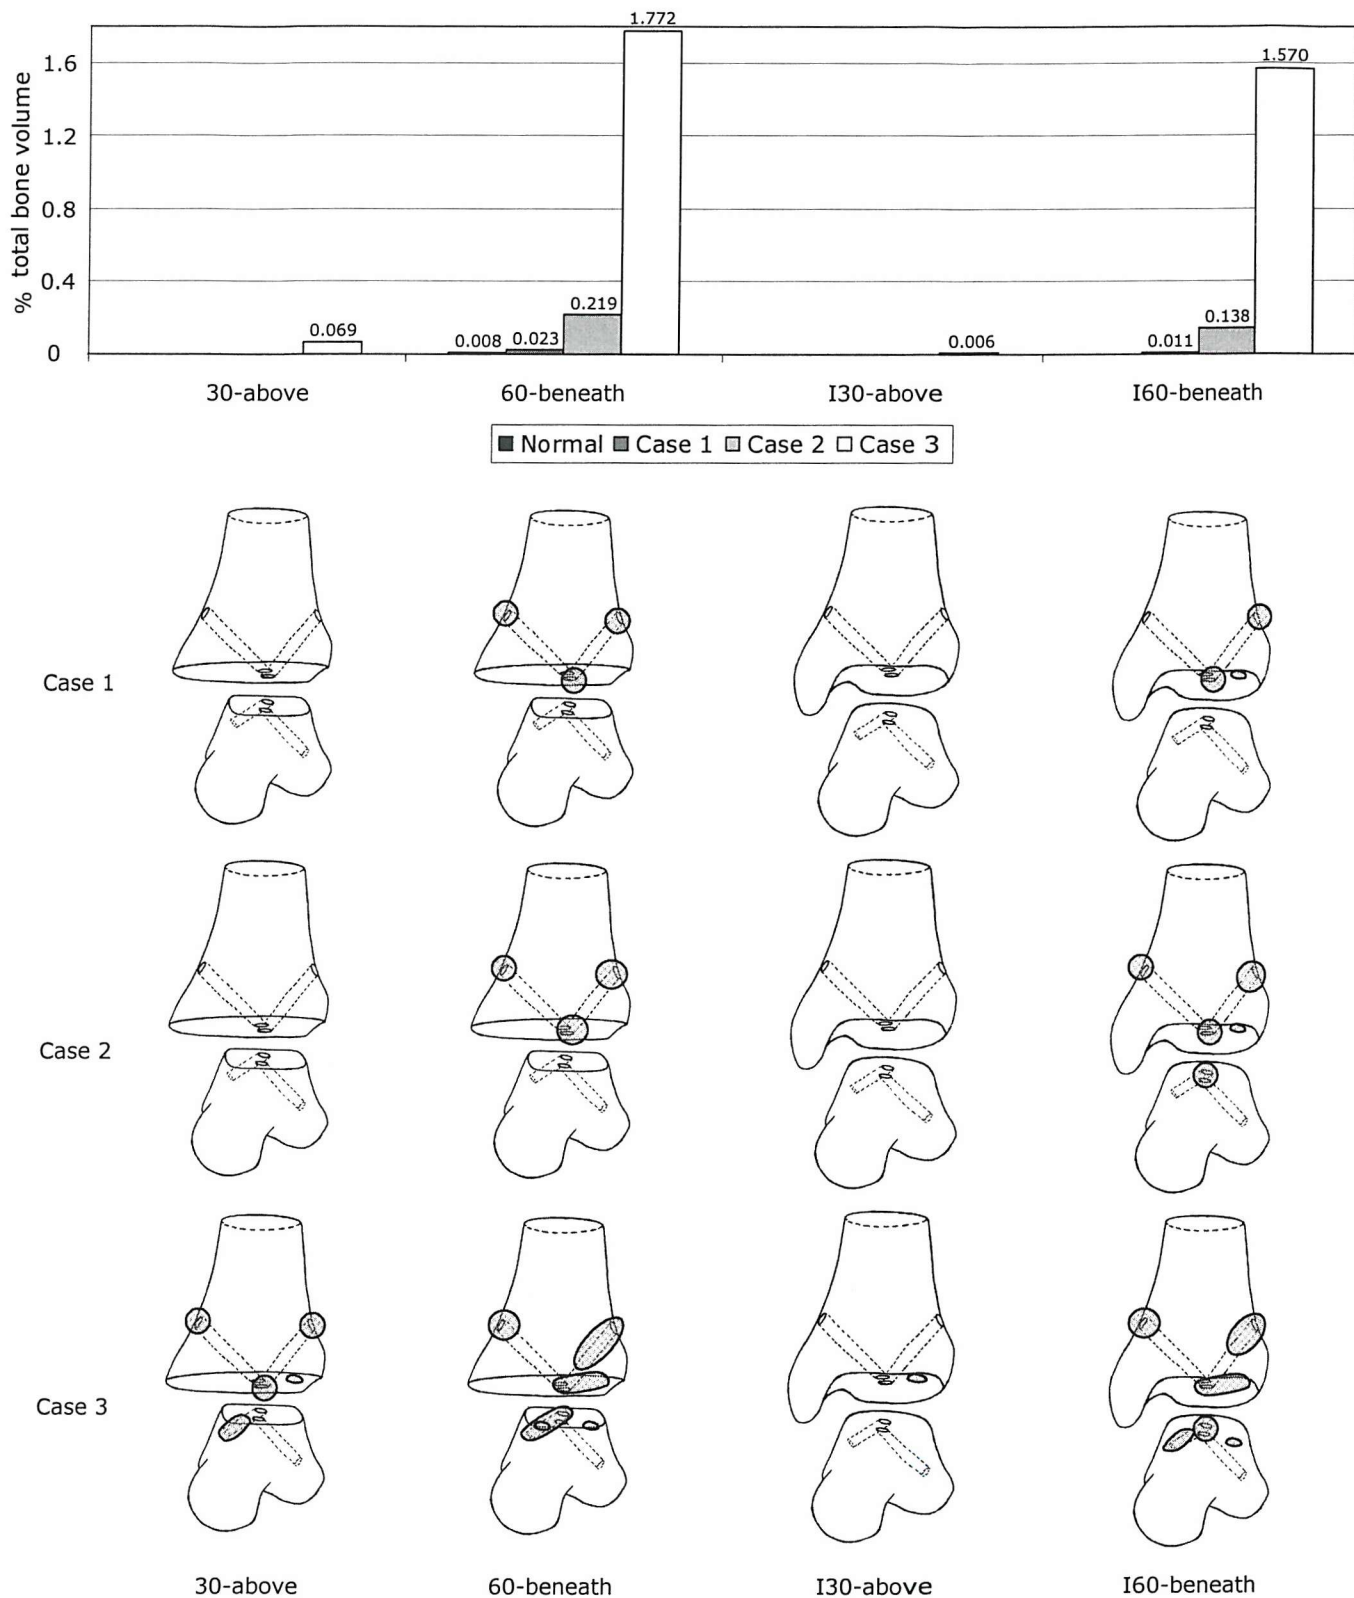 1.772
1.6
1.570
1.2
% total bone volume
0.8
0.4
0.219
0.138
0.069
0.008 0.023
0.006
0.011
0
30-above 60-beneath I30-above I60-beneath
Normal Case 1 Case 2 Case 3
Case 1
Case 2
Case 3
30-above 60-beneath I30-above I60-beneath